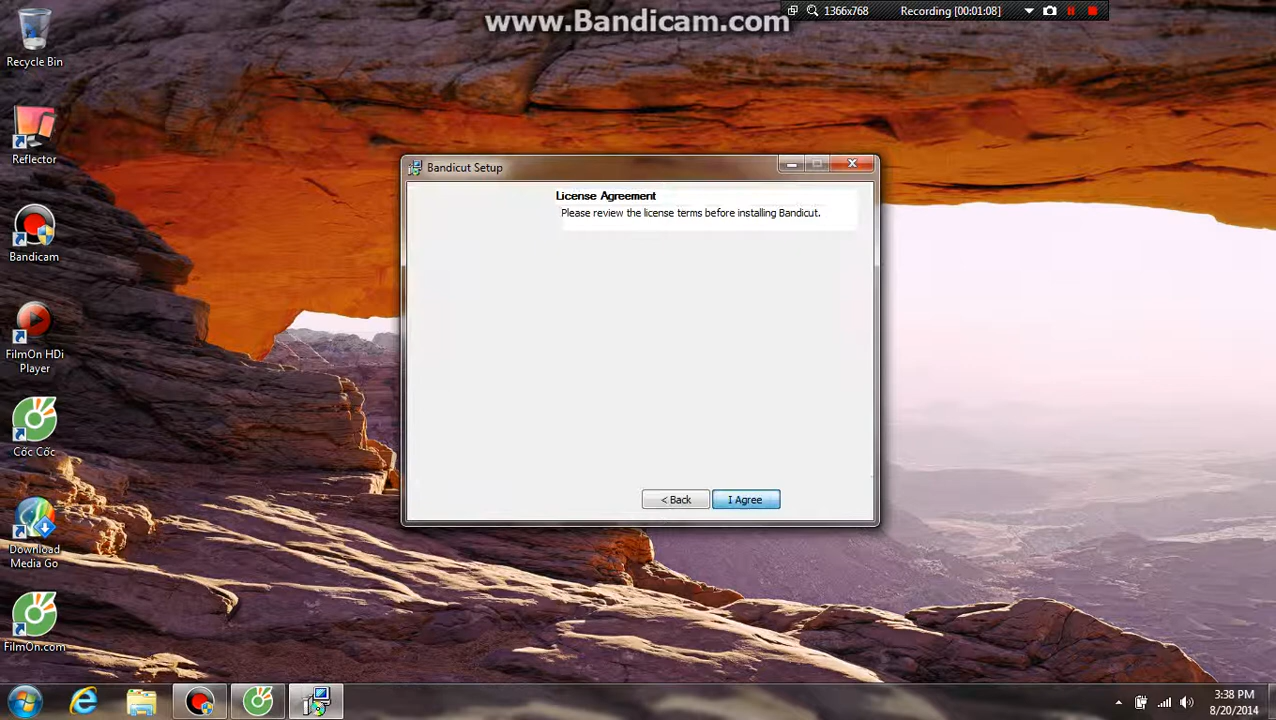 www.Bandicam.com
1366x768
Recording [00:01:08]
Recycle Bin
Reflector
Bandicam
FilmOn HDi
Player
Cốc Cốc
Download
Media Go
FilmOn.com
Bandicut Setup
License Agreement
Please review the license terms before installing Bandicut.
< Back
I Agree
3:38 PM
8/20/2014